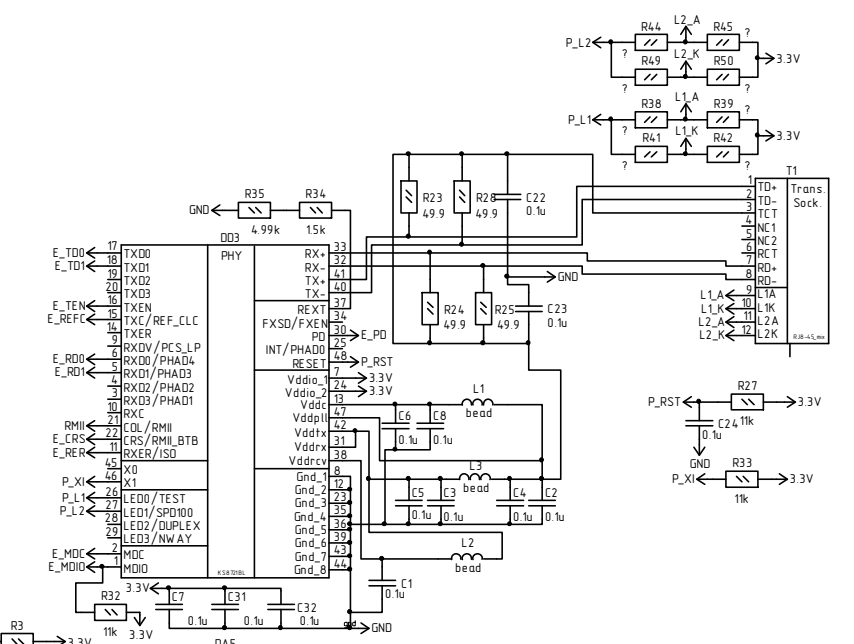 R44 L2_A R45
P_L2 ? ? 3.3V
R49 L2_K R50
? ?
R38 L1_A R39
P_L1 ? ? 3.3V
R41 L1_K R42
? ?
T1
Trans.
Sock.
1 TD+
2 TD-
3 TCT
4 NC1
5 NC2
6 RCT
7 RD+
8 RD-
L1_A 9 L1A
L1_K 10 L1K
L2_A 11 L2A
L2_K 12 L2K
RJ8-4S_mix
R35 R34
GND
4.99k 1.5k
R23 49.9
R28 49.9
C22 0.1u
GND
R24 49.9
R25 49.9
C23 0.1u
DD3
PHY
E_TD0 17 TXD0
E_TD1 18 TXD1
19 TXD2
20 TXD3
E_TEN 16 TXEN
E_REFC 15 TXC/REF_CLC
14 TXER
9 RXDV/PCS_LP
E_RD0 6 RXD0/PHAD4
E_RD1 5 RXD1/PHAD3
4 RXD2/PHAD2
3 RXD3/PHAD1
10 RXC
RMII 21 COL/RMII
E_CRS 22 CRS/RMII_BTB
E_RER 11 RXER/ISO
45 X0
P_XI 46 X1
P_L1 26 LED0/TEST
P_L2 27 LED1/SPD100
28 LED2/DUPLEX
29 LED3/NWAY
E_MDC 2 MDC
E_MDIO 1 MDIO
KS8721BL
RX+ 33
RX- 32
TX+ 41
TX- 40
REXT 37
FXSD/FXEN 34
PD 30 E_PD
INT/PHAD0 25
RESET 48 P_RST
Vddio_1 7 3.3V
Vddio_2 24 3.3V
Vddc 13
Vddpll 47
Vddtx 42
Vddrx 31
Vddrcv 38
Gnd_1 8
Gnd_2 12
Gnd_3 23
Gnd_4 35
Gnd_5 36
Gnd_6 39
Gnd_7 43
Gnd_8 44
L1
bead
C6 C8
0.1u 0.1u
L3
bead
C5 C3 C4 C2
0.1u 0.1u 0.1u 0.1u
L2
bead
C1
0.1u
GND
P_RST R27 3.3V
C24 11k
0.1u
GND
R33
P_XI 3.3V
11k
3.3V C7 C31 C32
0.1u 0.1u 0.1u
R32
11k 3.3V
R3
3.3V